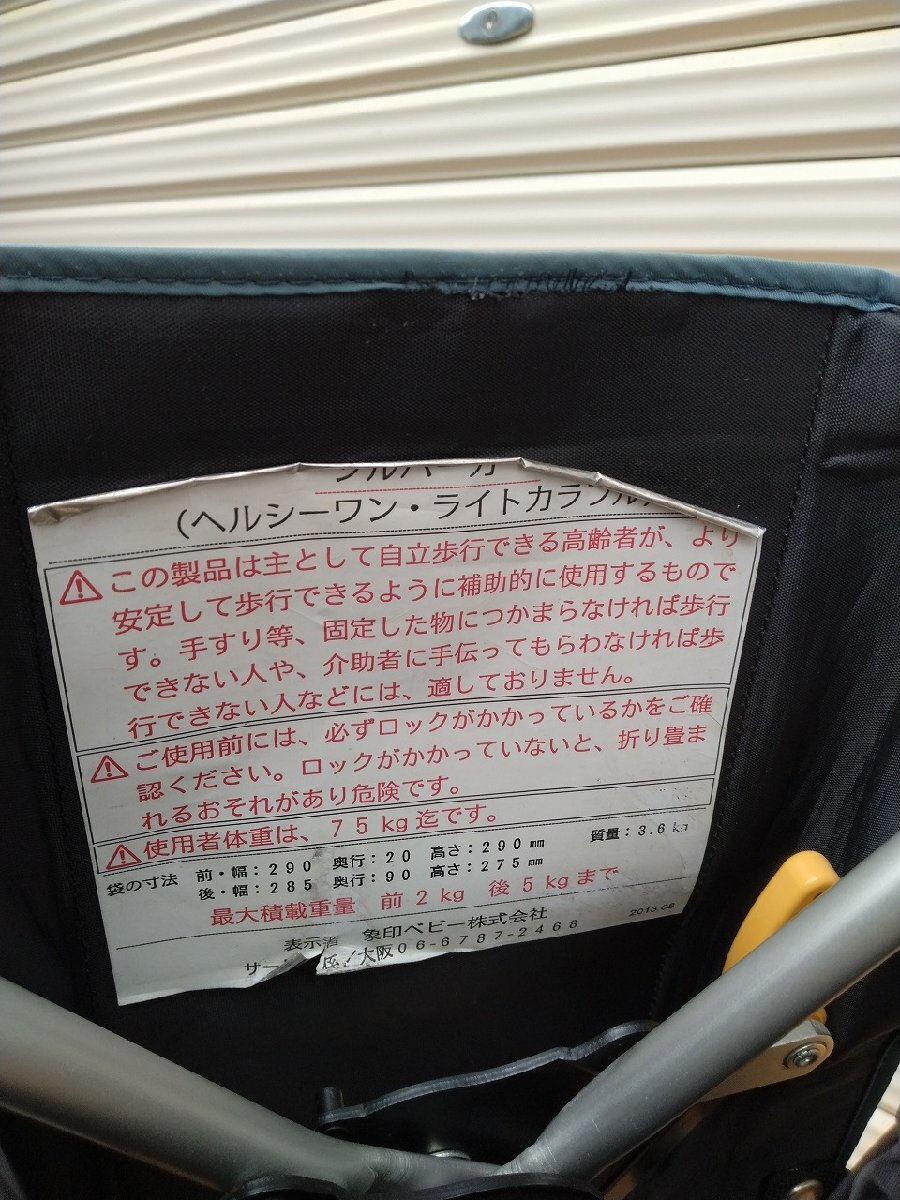 シルバーカー
(ヘルシーワン・ライトカラフル
この製品は主として自立歩行できる高齢者が、より
安定して歩行できるように補助的に使用するもので
す。手すり等、固定した物につかまらなければ歩行
できない人や、介助者に手伝ってもらわなければ歩
行できない人などには、適しておりません。
ご使用前には、必ずロックがかかっているかをご確
認ください。ロックがかかっていないと、折り畳ま
れるおそれがあり危険です。
使用者体重は、75kg迄です。
袋の寸法 前・幅:290 奥行:20 高さ:290mm 質量:3.6kg
後・幅:285 奥行:90 高さ:275mm
最大積載重量 前2kg 後5kgまで
表示者 象印ベビー株式会社
サー 大阪06-6787-2466